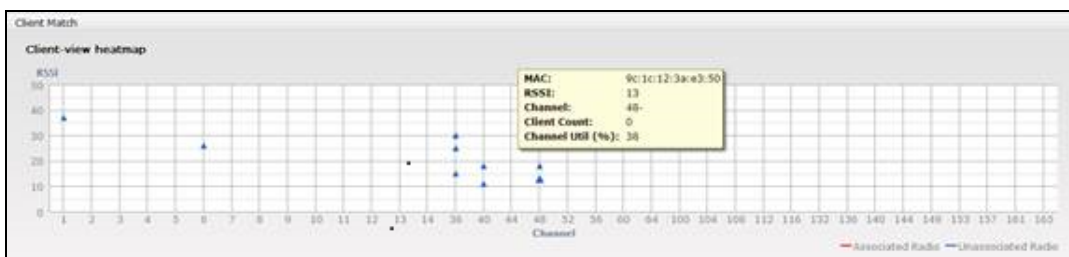 Client Match
Client-view heatmap
RSSI
MAC: 9c:1c:12:3a:e3:50
RSSI: 13
Channel: 48-
Client Count: 0
Channel Util (%): 38
50
40
30
20
10
0
1 2 3 4 5 6 7 8 9 10 11 12 13 14 36 40 44 48 52 56 60 64 100 104 108 112 116 132 136 140 144 149 153 157 161 165
Channel
Associated Radio Unassociated Radio